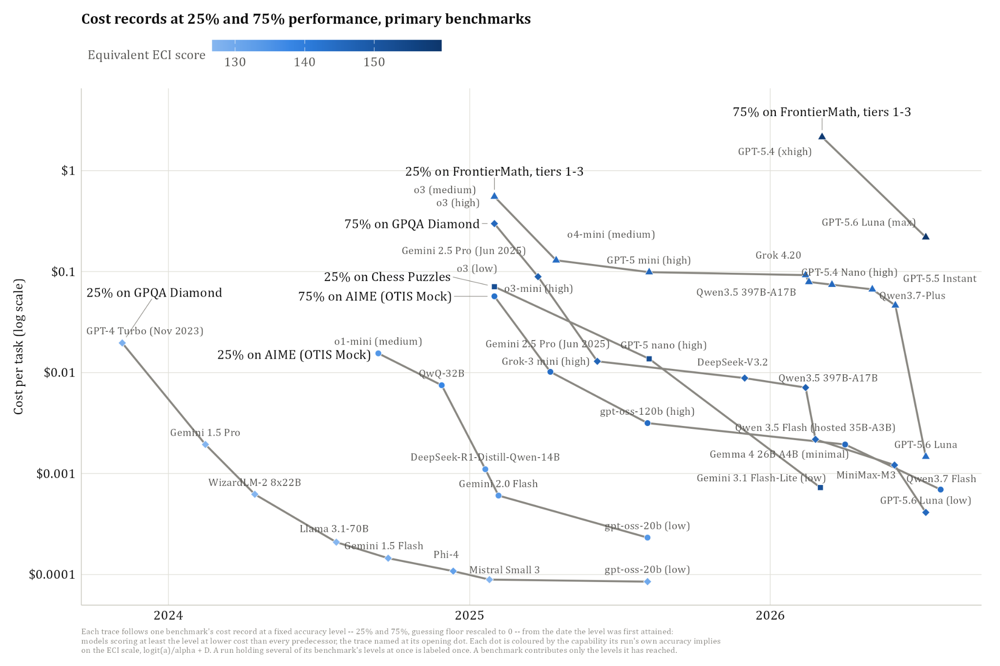 Cost records at 25% and 75% performance, primary benchmarks
Equivalent ECI score
130 140 150
75% on FrontierMath, tiers 1-3
GPT-5.4 (xhigh)
$1
25% on FrontierMath, tiers 1-3
o3 (medium)
o3 (high)
75% on GPQA Diamond
GPT-5.6 Luna (max)
o4-mini (medium)
Gemini 2.5 Pro (Jun 2025)
Grok 4.20
GPT-5 mini (high)
o3 (low)
$0.1
GPT-5.4 Nano (high)
25% on Chess Puzzles
GPT-5.5 Instant
o3-mini (high)
25% on GPQA Diamond
Qwen3.5 397B-A17B
75% on AIME (OTIS Mock)
Qwen3.7-Plus
GPT-4 Turbo (Nov 2023)
o1-mini (medium)
Gemini 2.5 Pro (Jun 2025)
GPT-5 nano (high)
25% on AIME (OTIS Mock)
Grok-3 mini (high)
DeepSeek-V3.2
Cost per task (log scale)
$0.01
QwQ-32B
Qwen3.5 397B-A17B
gpt-oss-120b (high)
Qwen 3.5 Flash (hosted 35B-A3B)
Gemini 1.5 Pro
GPT-5.6 Luna
Gemma 4 26B A4B (minimal)
DeepSeek-R1-Distill-Qwen-14B
$0.001
MiniMax-M3
Gemini 3.1 Flash-Lite (low)
Qwen3.7 Flash
WizardLM-2 8x22B
Gemini 2.0 Flash
GPT-5.6 Luna (low)
Llama 3.1-70B
gpt-oss-20b (low)
Gemini 1.5 Flash
Phi-4
Mistral Small 3
gpt-oss-20b (low)
$0.0001
2024 2025 2026
Each trace follows one benchmark's cost record at a fixed accuracy level -- 25% and 75%, guessing floor rescaled to 0 -- from the date the level was first attained:
models scoring at least the level at lower cost than every predecessor, the trace named at its opening dot. Each dot is coloured by the capability its run's own accuracy implies
on the ECI scale, logit(a)/alpha + D. A run holding several of its benchmark's levels at once is labeled once. A benchmark contributes only the levels it has reached.